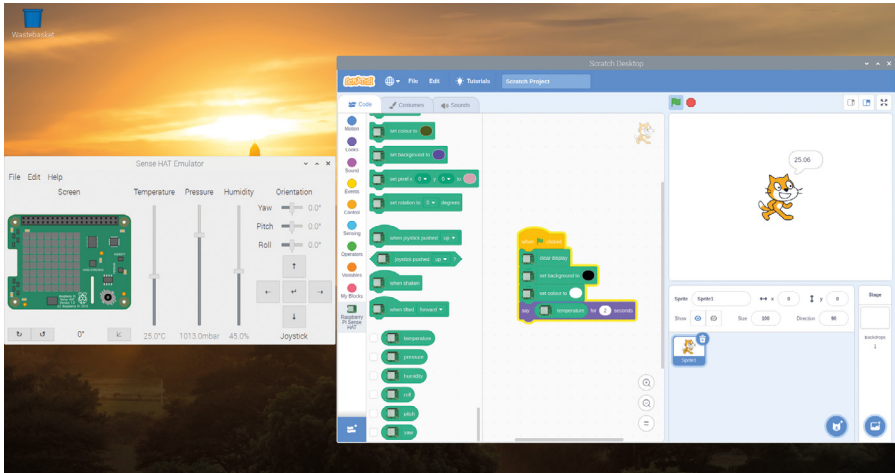 Wastebasket
Sense HAT Emulator
File Edit Help
Screen
Temperature Pressure Humidity Orientation
Yaw 0.0°
Pitch 0.0°
Roll 0.0°
0° 25.0°C 1013.0mbar 45.0% Joystick
Scratch Desktop
SCRATCH File Edit Tutorials Scratch Project
Code Costumes Sounds
Motion
Looks
Sound
Events
Control
Sensing
Operators
Variables
My Blocks
Raspberry Pi Sense HAT
set colour to
set background to
set pixel x 0 y 0 to
set rotation to 0 degrees
when joystick pushed up
joystick pushed up ?
when shaken
when tilted forward
temperature
pressure
humidity
roll
pitch
yaw
when clicked
clear display
set background to
set colour to
say temperature for 2 seconds
25.06
Sprite Sprite1 x 0 y 0
Show Size 100 Direction 90
Sprite1
Stage
Backdrops
1